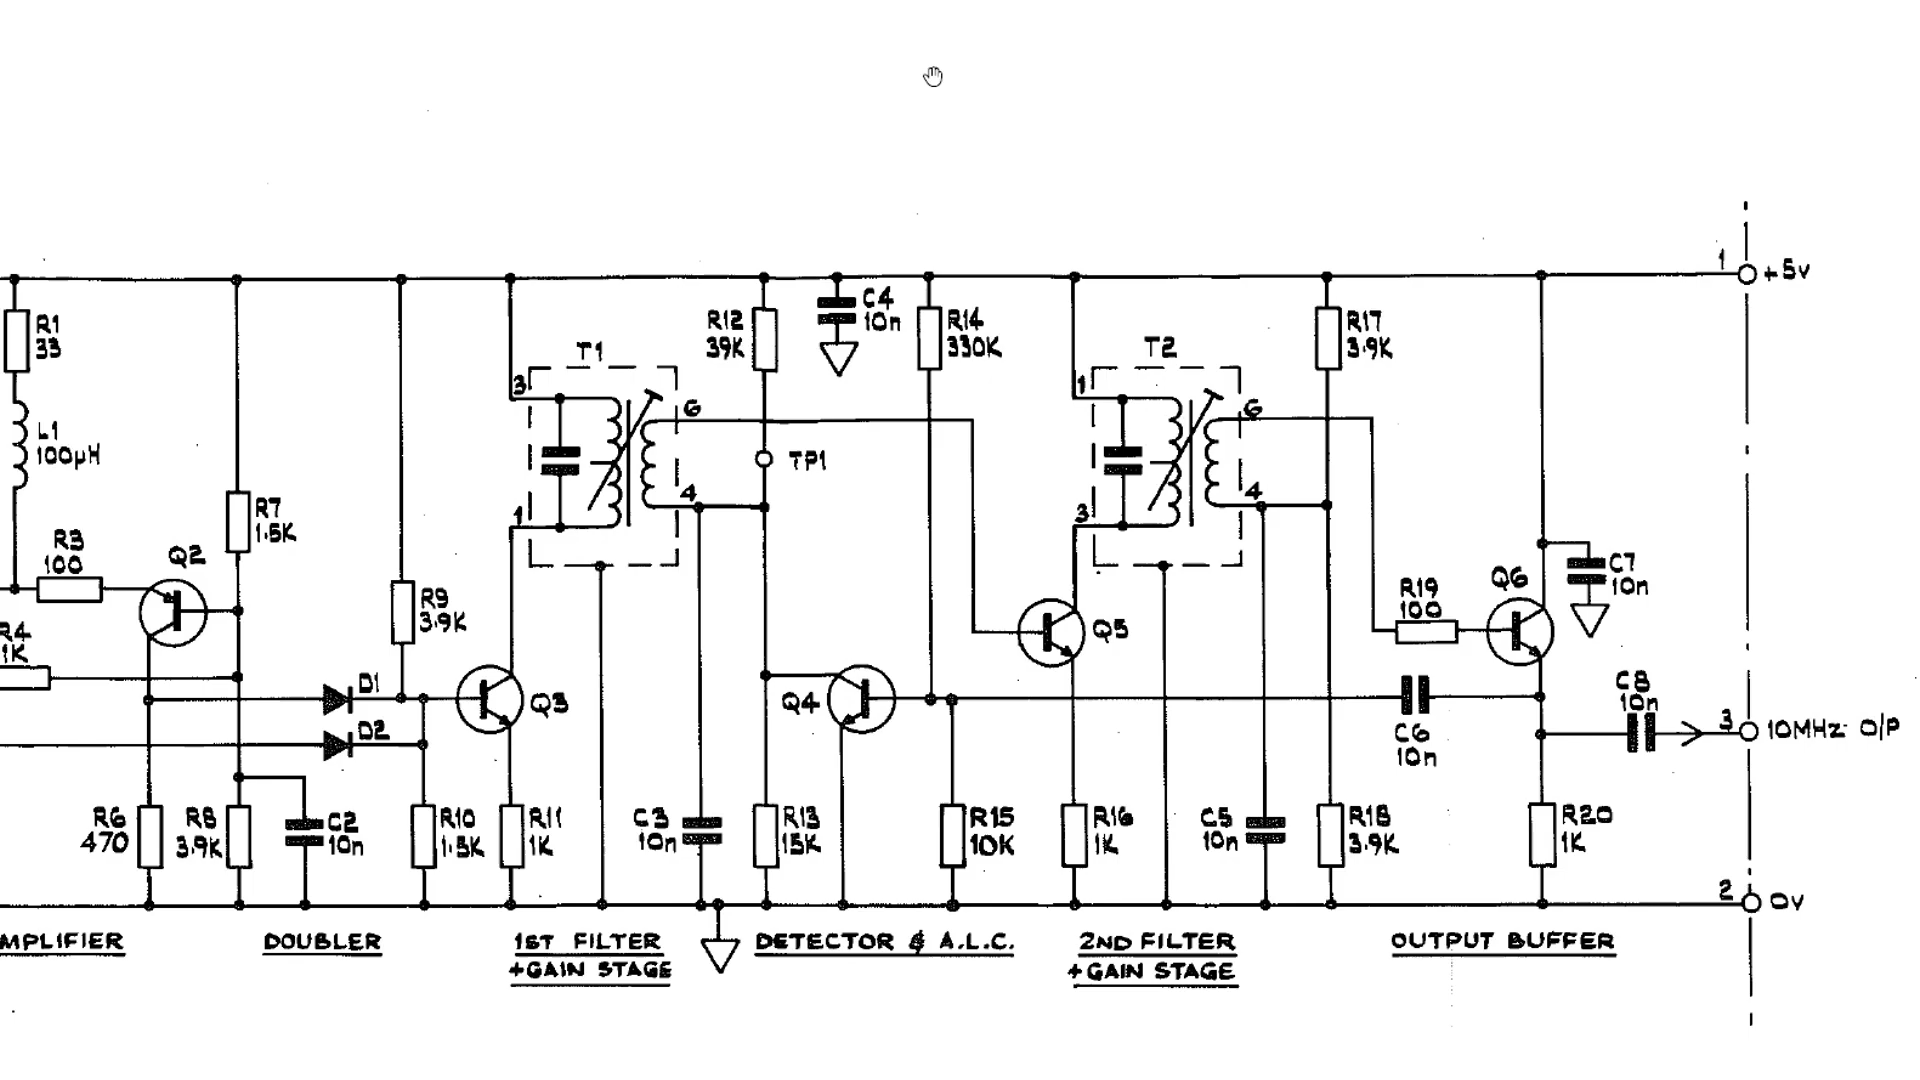 1
+5V
R1
33
R12
39K
C4
10n
R14
330K
R17
3.9K
T1
T2
3
1
6
6
L1
100µH
TP1
4
4
1
3
R7
1.5K
R3
100
Q2
R9
3.9K
R19
100
Q6
C7
10n
R4
1K
Q5
D1
Q3
Q4
C8
10n
D2
C6
10n
3
10MHz O/P
R6
470
R8
3.9K
C2
10n
R10
1.5K
R11
1K
C3
10n
R13
15K
R15
10K
R16
1K
C5
10n
R18
3.9K
R20
1K
2
0V
MPLIFIER
DOUBLER
1ST FILTER
+GAIN STAGE
DETECTOR & A.L.C.
2ND FILTER
+GAIN STAGE
OUTPUT BUFFER